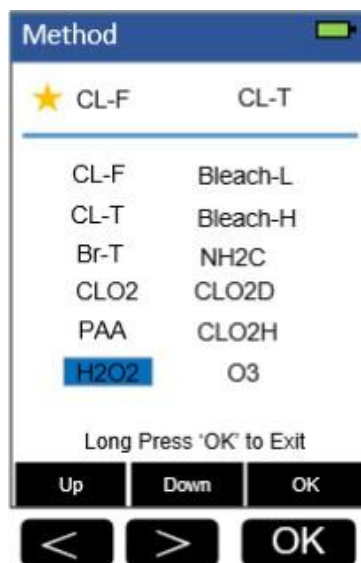 Method
CL-F CL-T
CL-F Bleach-L
CL-T Bleach-H
Br-T NH2C
CLO2 CLO2D
PAA CLO2H
H2O2 O3
Long Press 'OK' to Exit
Up Down OK
< > OK